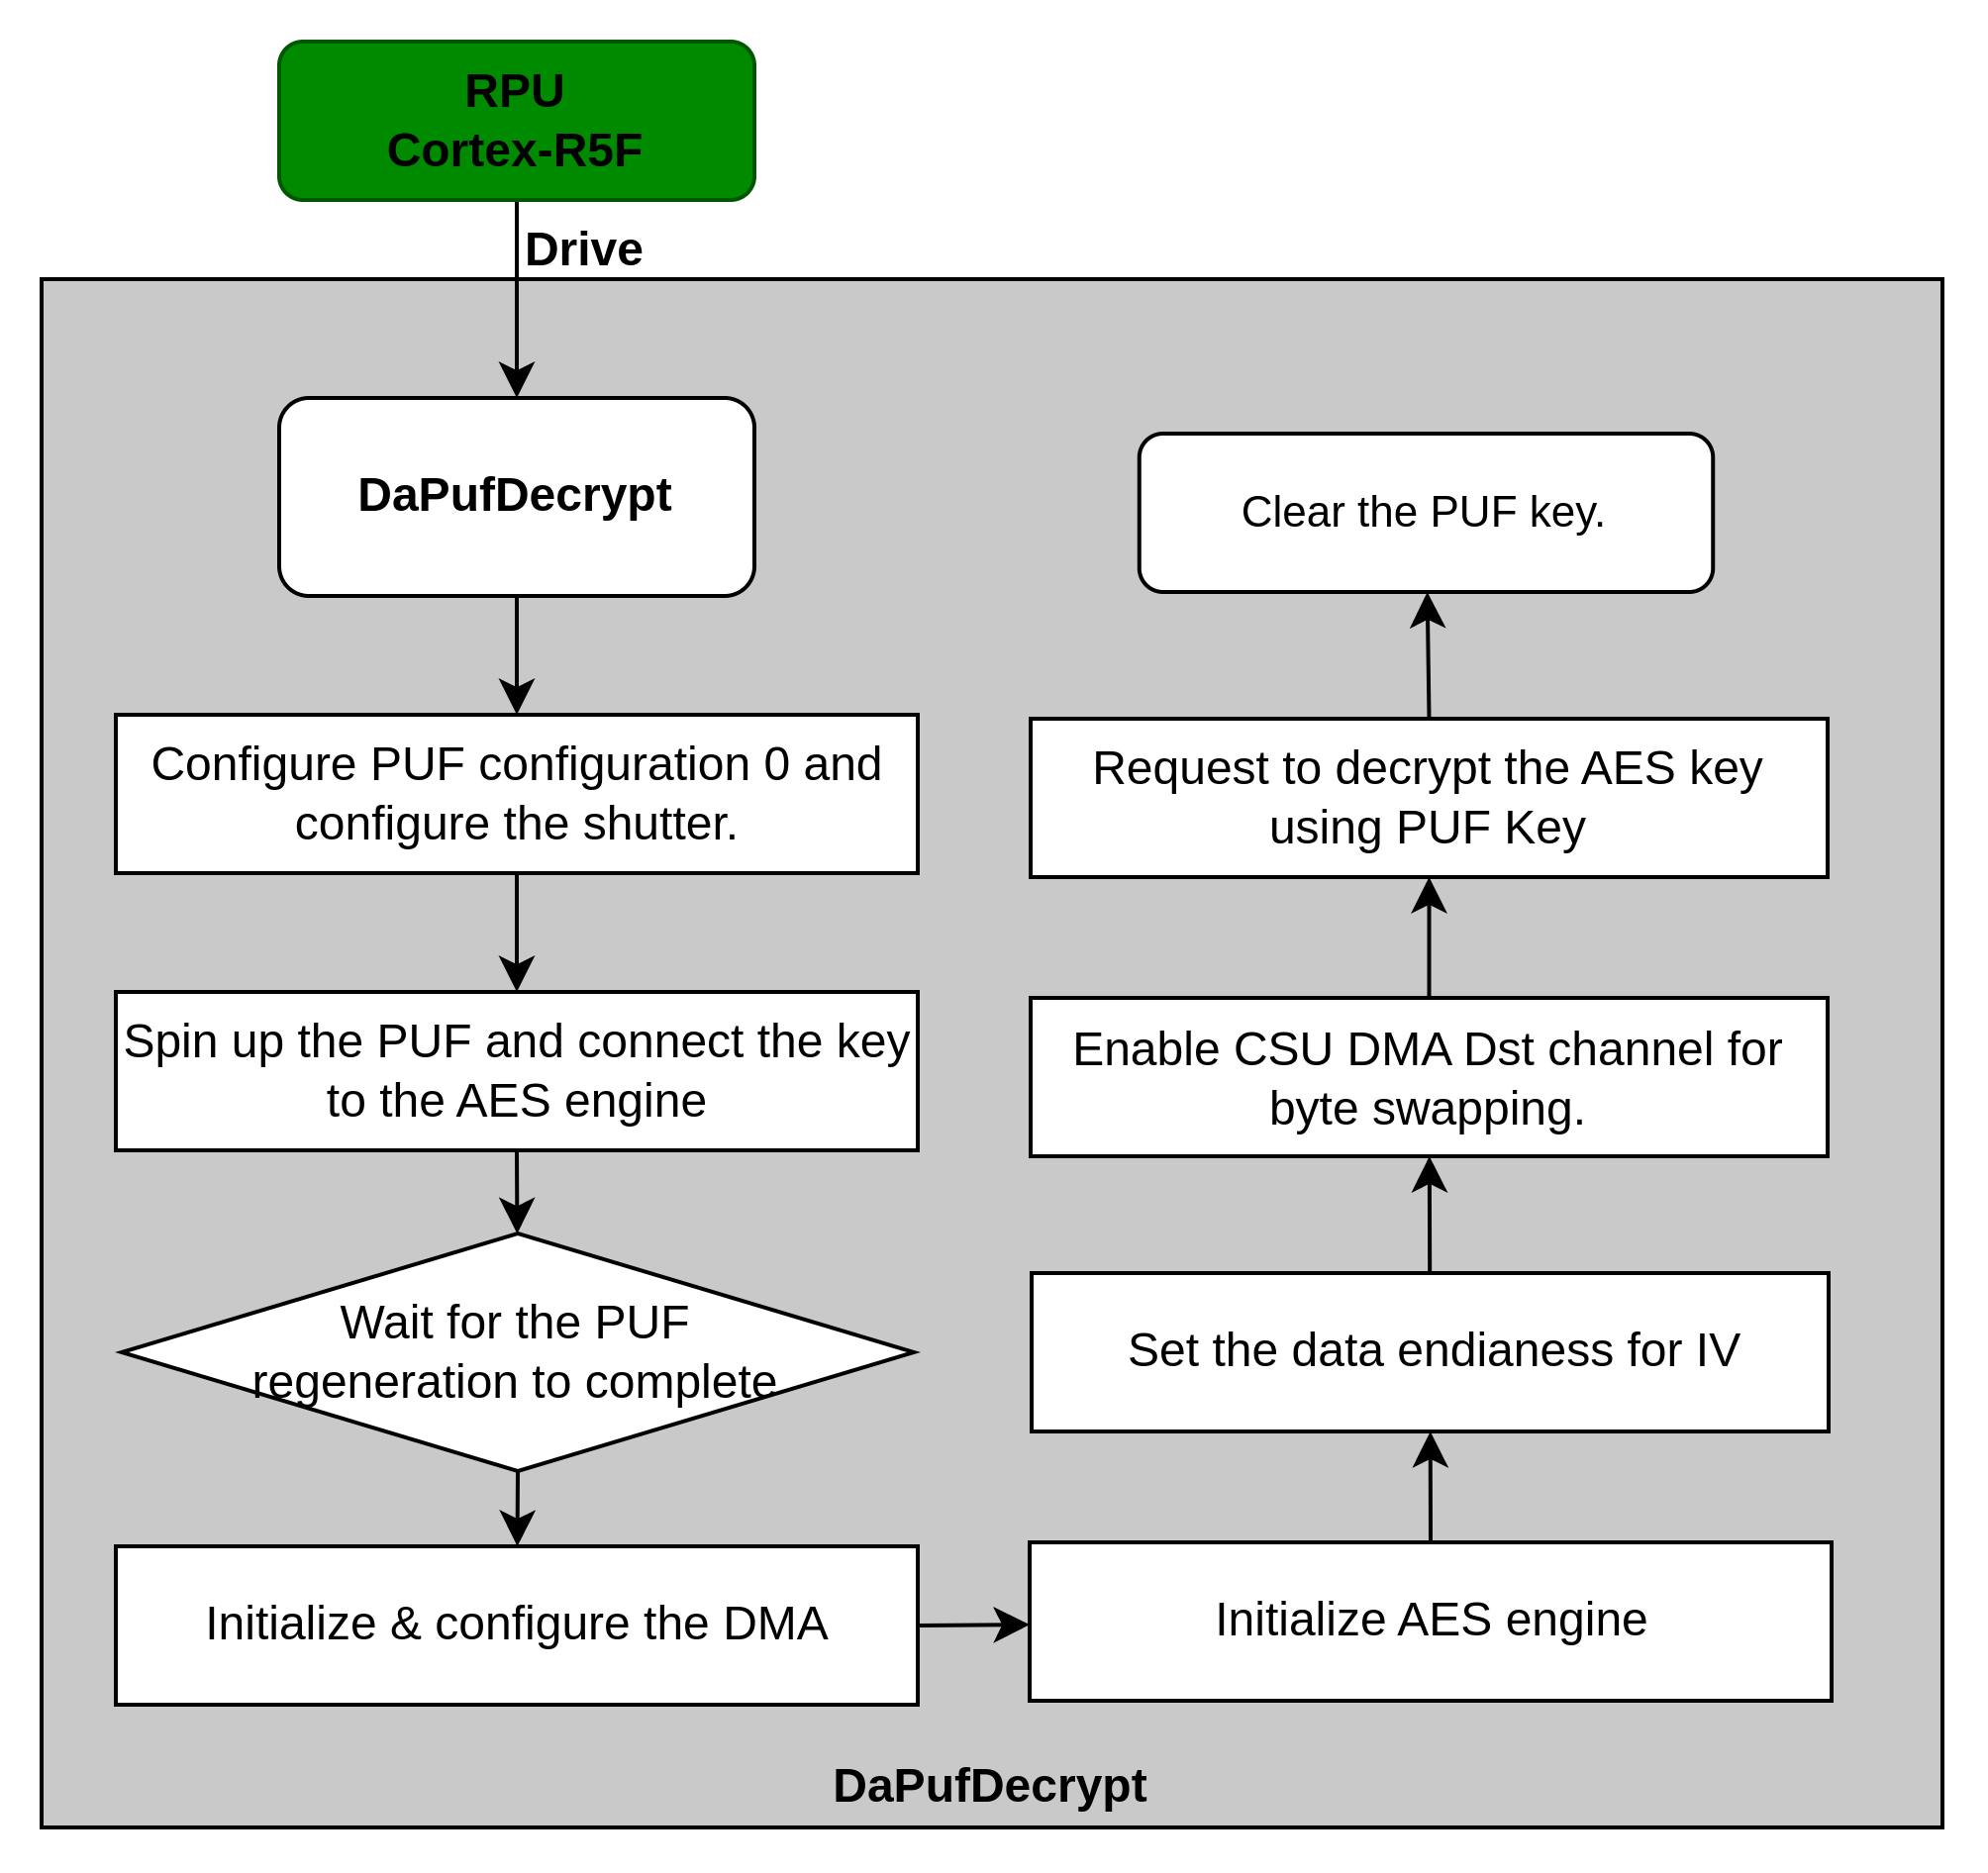 RPU
Cortex-R5F
Drive
DaPufDecrypt
Configure PUF configuration 0 and
configure the shutter.
Spin up the PUF and connect the key
to the AES engine
Wait for the PUF
regeneration to complete
Initialize & configure the DMA
Initialize AES engine
Set the data endianess for IV
Enable CSU DMA Dst channel for
byte swapping.
Request to decrypt the AES key
using PUF Key
Clear the PUF key.
DaPufDecrypt